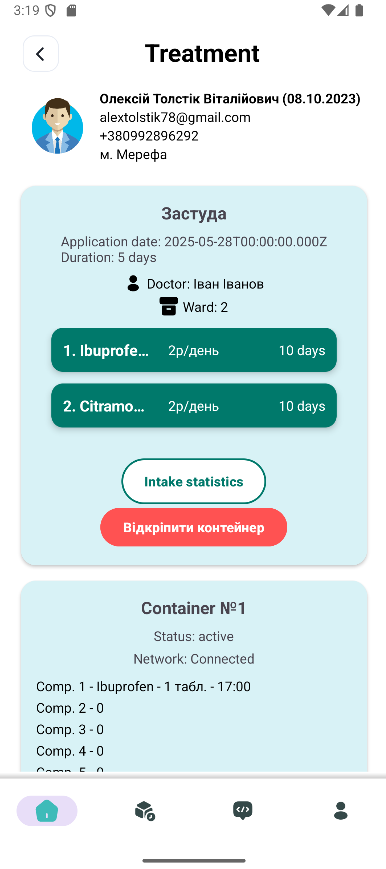 3:19
Treatment
Олексій Толстік Віталійович (08.10.2023)
alextolstik78@gmail.com
+380992896292
м. Мерефа
Застуда
Application date: 2025-05-28T00:00:00.000Z
Duration: 5 days
Doctor: Іван Іванов
Ward: 2
1. Ibuprofe... 2р/день 10 days
2. Citramo... 2р/день 10 days
Intake statistics
Відкріпити контейнер
Container №1
Status: active
Network: Connected
Comp. 1 - Ibuprofen - 1 табл. - 17:00
Comp. 2 - 0
Comp. 3 - 0
Comp. 4 - 0
Comp. 5 - 0